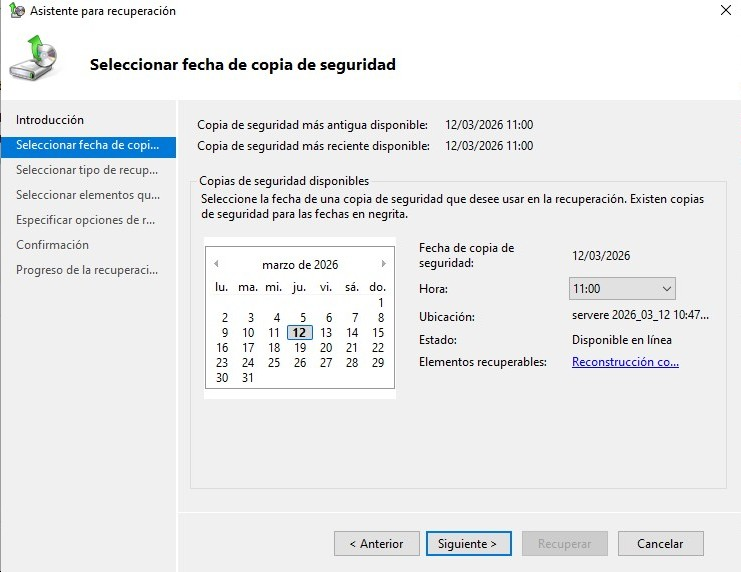 Asistente para recuperación
Seleccionar fecha de copia de seguridad
Introducción
Seleccionar fecha de copi...
Seleccionar tipo de recup...
Seleccionar elementos qu...
Especificar opciones de r...
Confirmación
Progreso de la recuperaci...
Copia de seguridad más antigua disponible: 12/03/2026 11:00
Copia de seguridad más reciente disponible: 12/03/2026 11:00
Copias de seguridad disponibles
Seleccione la fecha de una copia de seguridad que desee usar en la recuperación. Existen copias
de seguridad para las fechas en negrita.
marzo de 2026
lu. ma. mi. ju. vi. sá. do.
1
2 3 4 5 6 7 8
9 10 11 12 13 14 15
16 17 18 19 20 21 22
23 24 25 26 27 28 29
30 31
Fecha de copia de
seguridad: 12/03/2026
Hora: 11:00
Ubicación: servere 2026_03_12 10:47...
Estado: Disponible en línea
Elementos recuperables: Reconstrucción co...
< Anterior Siguiente > Recuperar Cancelar